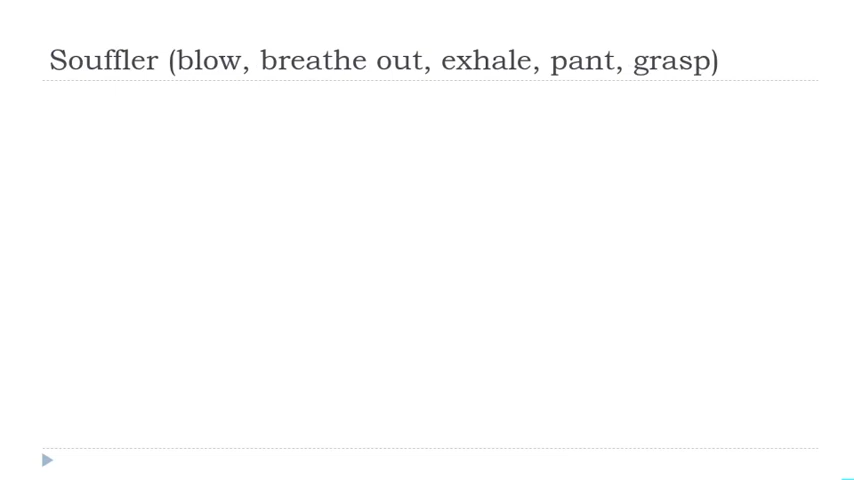 Souffler (blow, breathe out, exhale, pant, grasp)